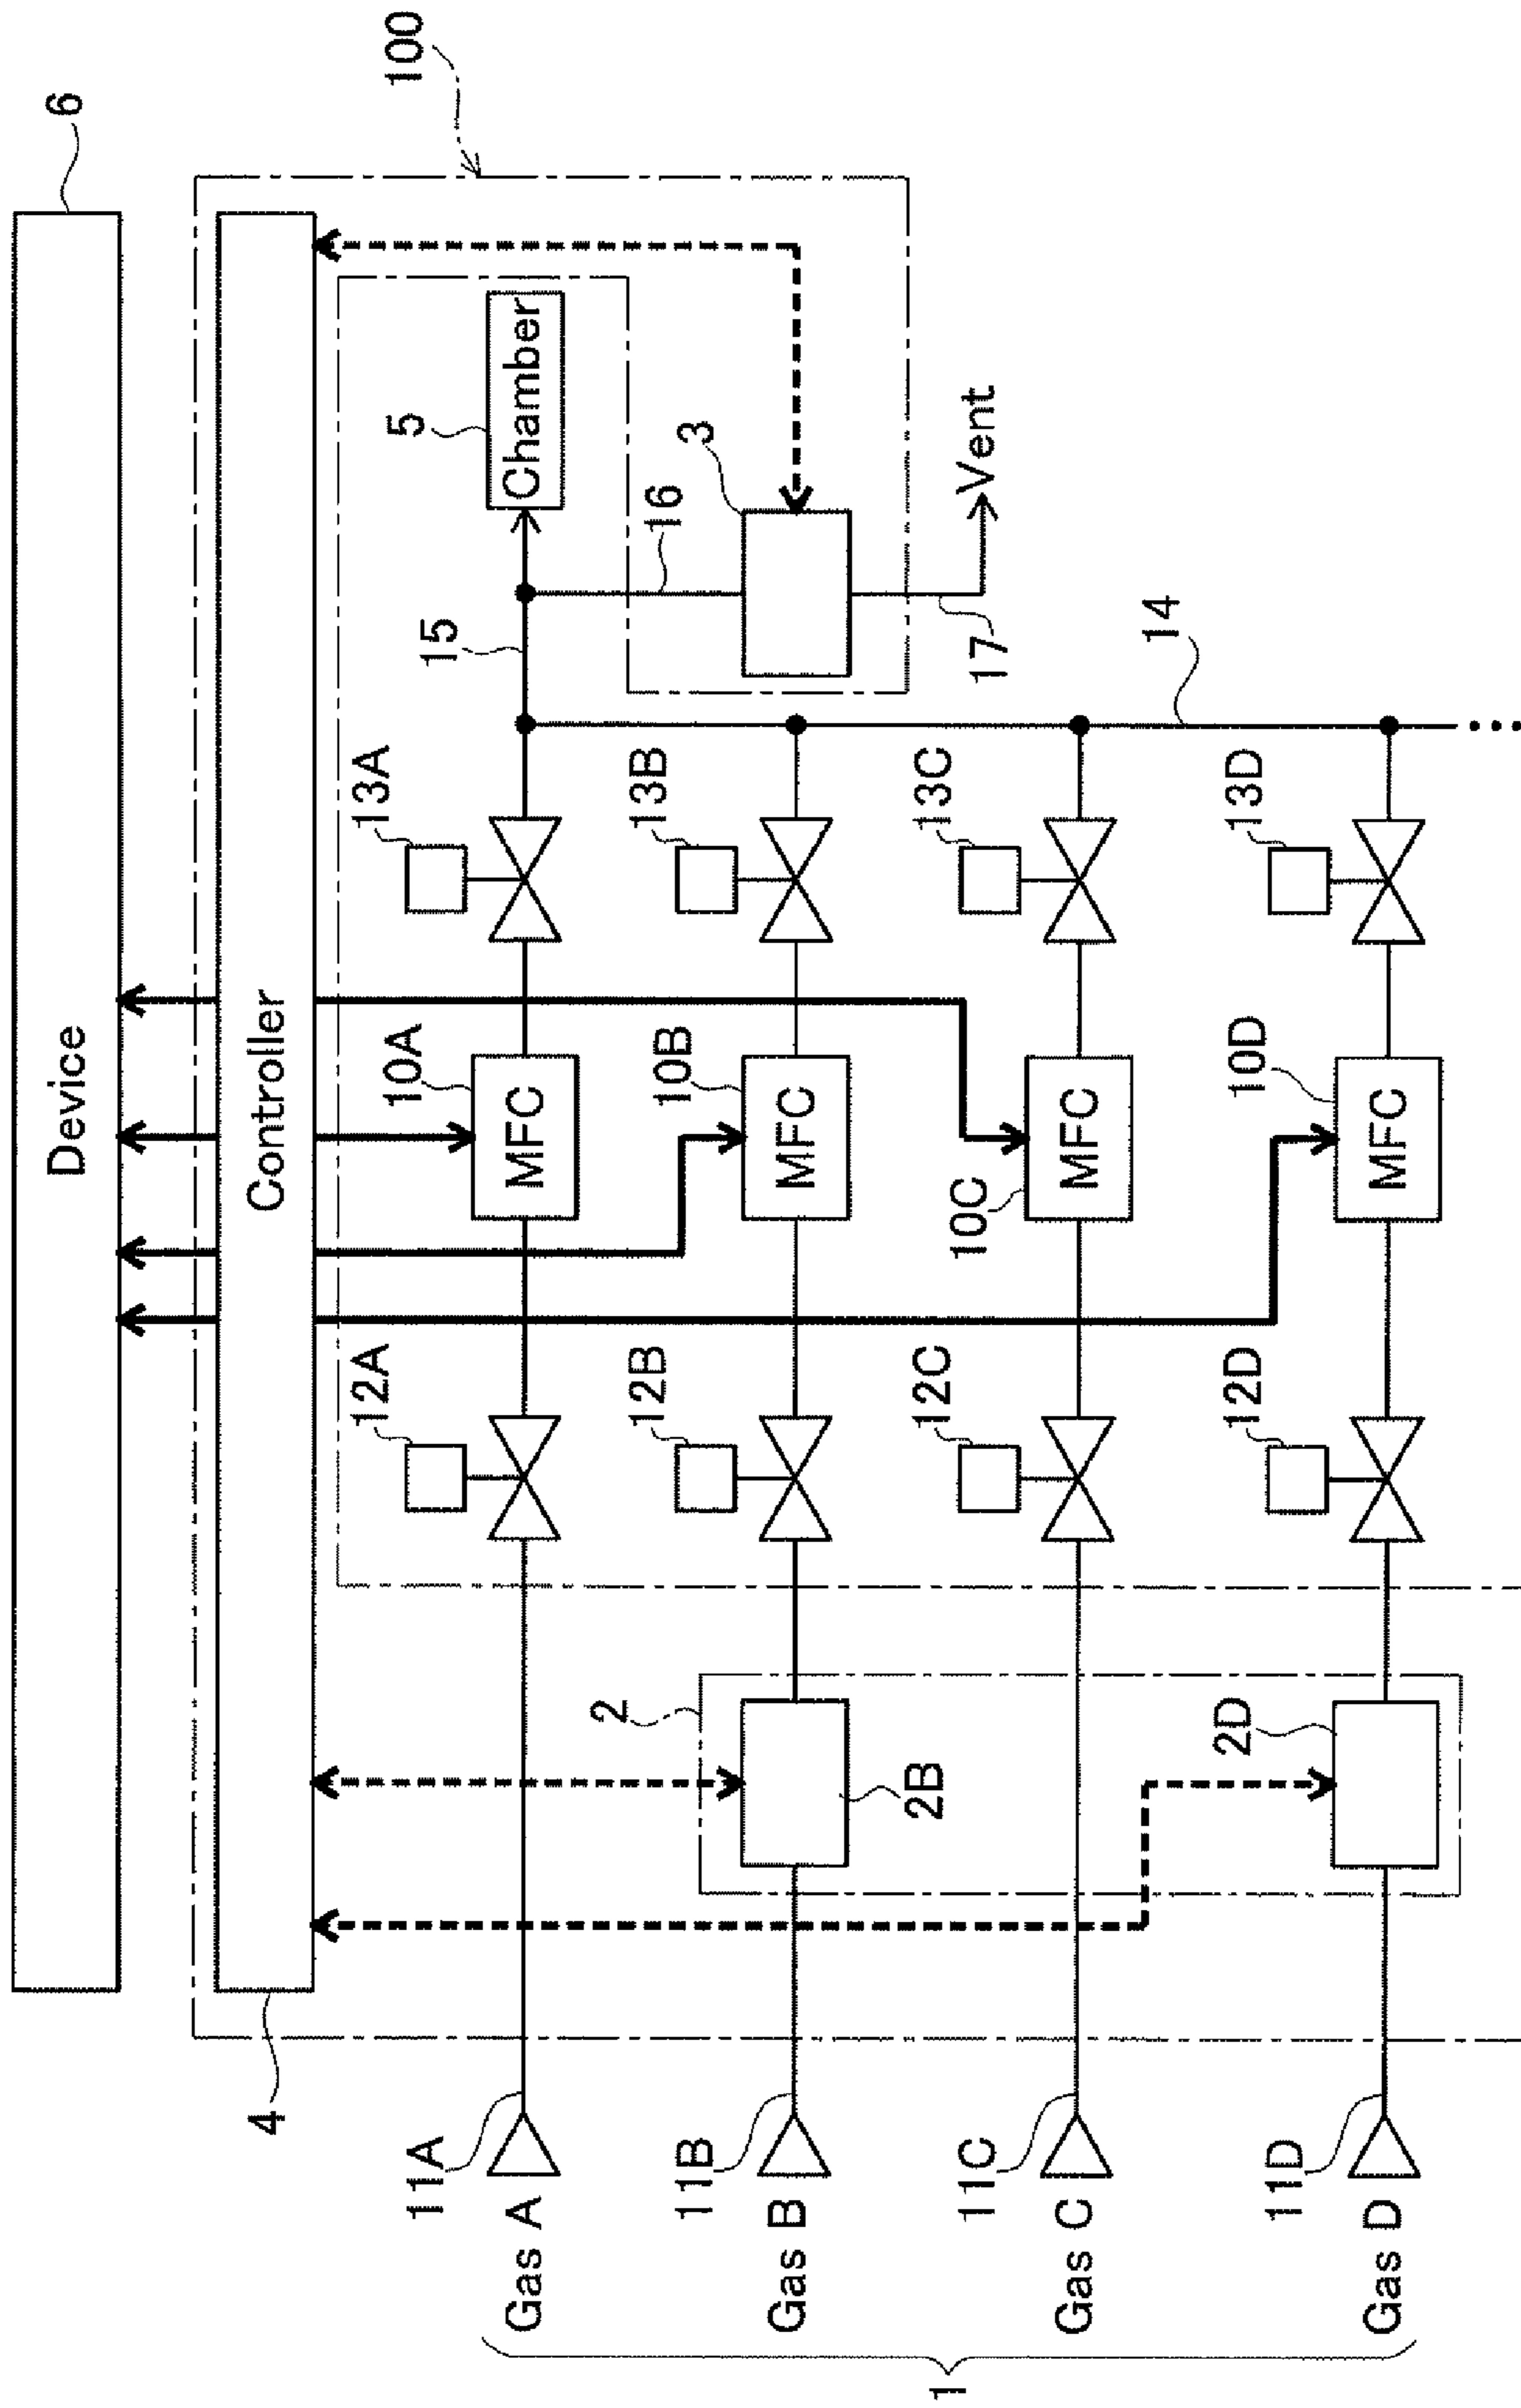 6
Device
100
Controller
4
5
Chamber
13A
15
10A
MFC
12A
11A
Gas A
16
3
13B
10B
MFC
12B
2
2B
11B
Gas B
Vent
17
13C
10C
MFC
12C
11C
Gas C
14
...
13D
10D
MFC
12D
2D
11D
Gas D
1